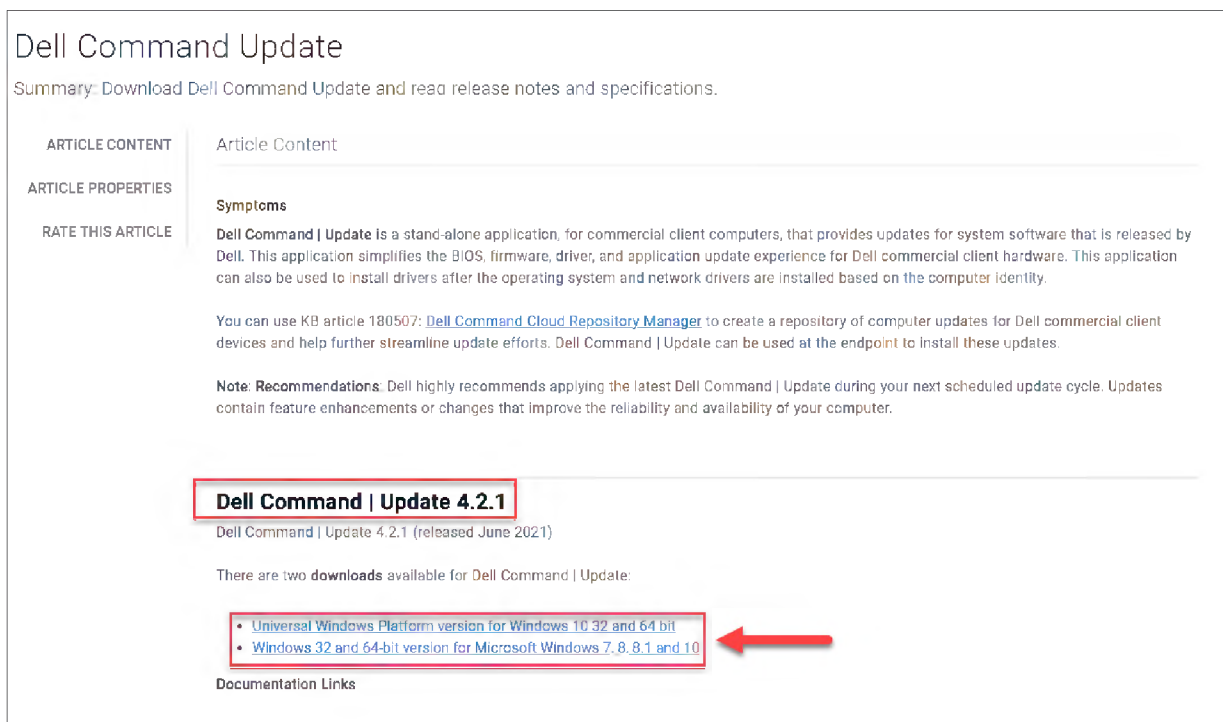 Dell Command Update
Summary: Download Dell Command Update and read release notes and specifications.
ARTICLE CONTENT
ARTICLE PROPERTIES
RATE THIS ARTICLE
Article Content
Symptoms
Dell Command | Update is a stand-alone application, for commercial client computers, that provides updates for system software that is released by
Dell. This application simplifies the BIOS, firmware, driver, and application update experience for Dell commercial client hardware. This application
can also be used to install drivers after the operating system and network drivers are installed based on the computer identity.
You can use KB article 180507: Dell Command Cloud Repository Manager to create a repository of computer updates for Dell commercial client
devices and help further streamline update efforts. Dell Command | Update can be used at the endpoint to install these updates.
Note: Recommendations: Dell highly recommends applying the latest Dell Command | Update during your next scheduled update cycle. Updates
contain feature enhancements or changes that improve the reliability and availability of your computer.
Dell Command | Update 4.2.1
Dell Command | Update 4.2.1 (released June 2021)
There are two downloads available for Dell Command | Update:
• Universal Windows Platform version for Windows 10 32 and 64 bit
• Windows 32 and 64-bit version for Microsoft Windows 7, 8, 8.1 and 10
Documentation Links